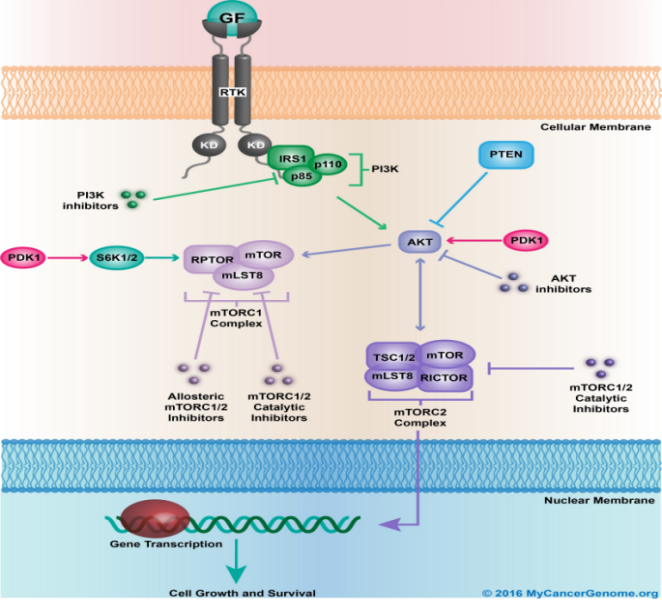 GF
RTK
Cellular Membrane
KD
KD
IRS1
p110
p85
PI3K
PTEN
PI3K
inhibitors
AKT
PDK1
PDK1
S6K1/2
RPTOR
mTOR
mLST8
mTORC1
Complex
AKT
inhibitors
TSC1/2
mTOR
mLST8
RICTOR
mTORC2
Complex
Allosteric
mTORC1/2
Inhibitors
mTORC1/2
Catalytic
Inhibitors
mTORC1/2
Catalytic
Inhibitors
Nuclear Membrane
Gene Transcription
Cell Growth and Survival
© 2016 MyCancerGenome.org